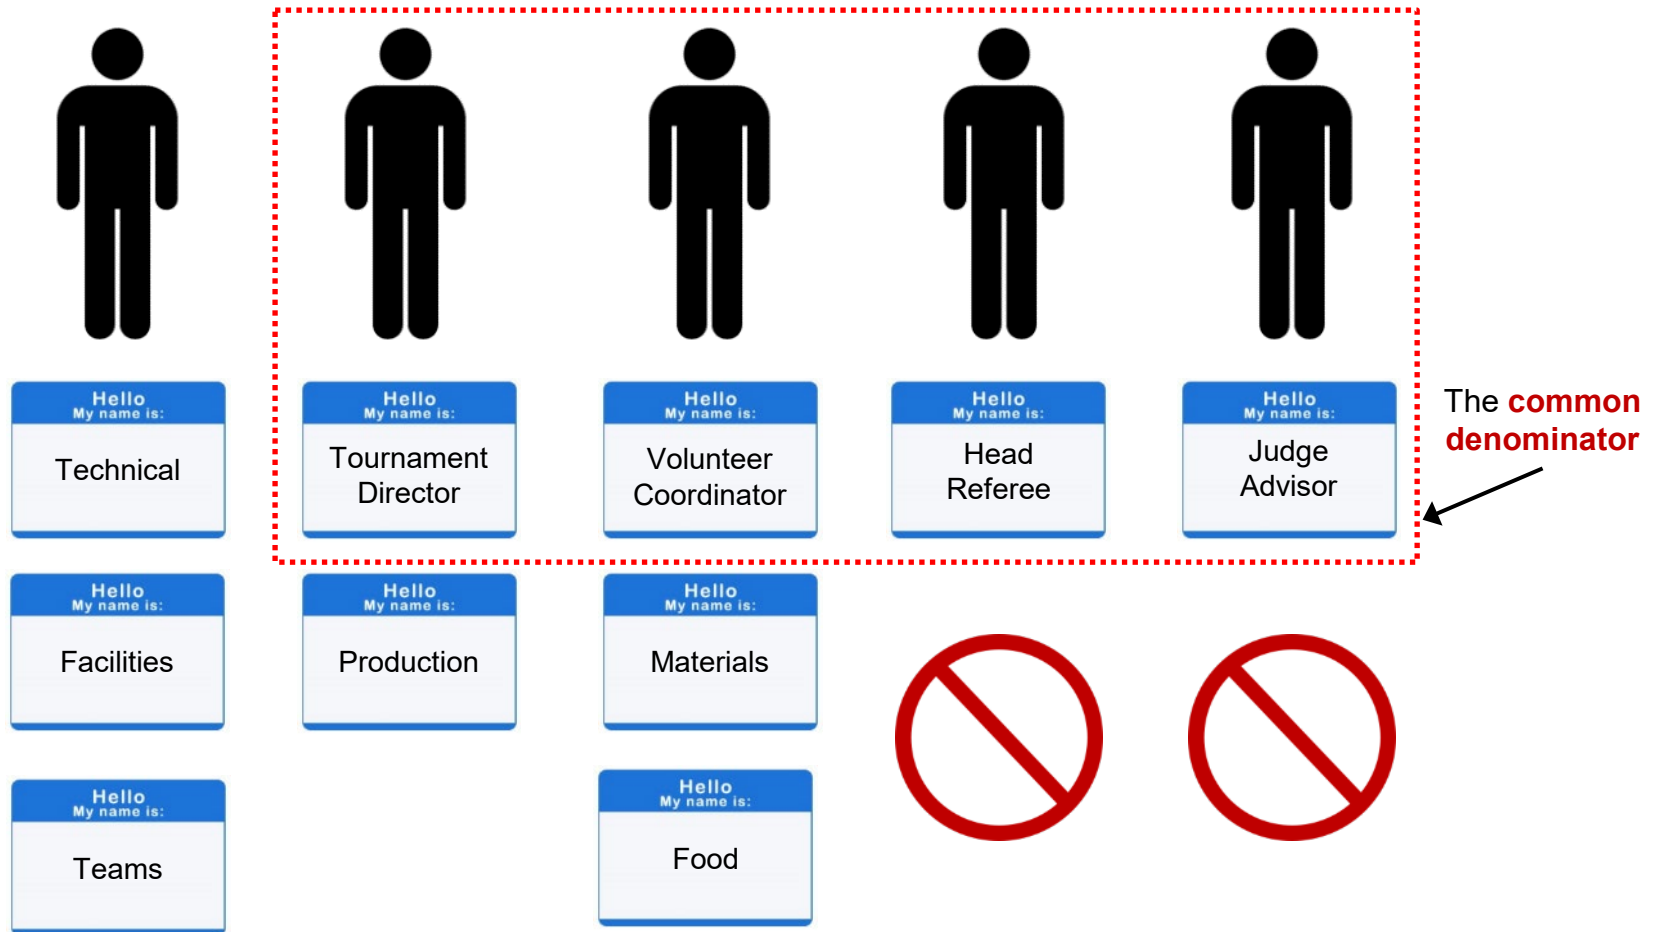 Hello
My name is:
Technical
Hello
My name is:
Tournament
Director
Hello
My name is:
Volunteer
Coordinator
Hello
My name is:
Head
Referee
Hello
My name is:
Judge
Advisor
The common
denominator
Hello
My name is:
Facilities
Hello
My name is:
Production
Hello
My name is:
Materials
Hello
My name is:
Teams
Hello
My name is:
Food